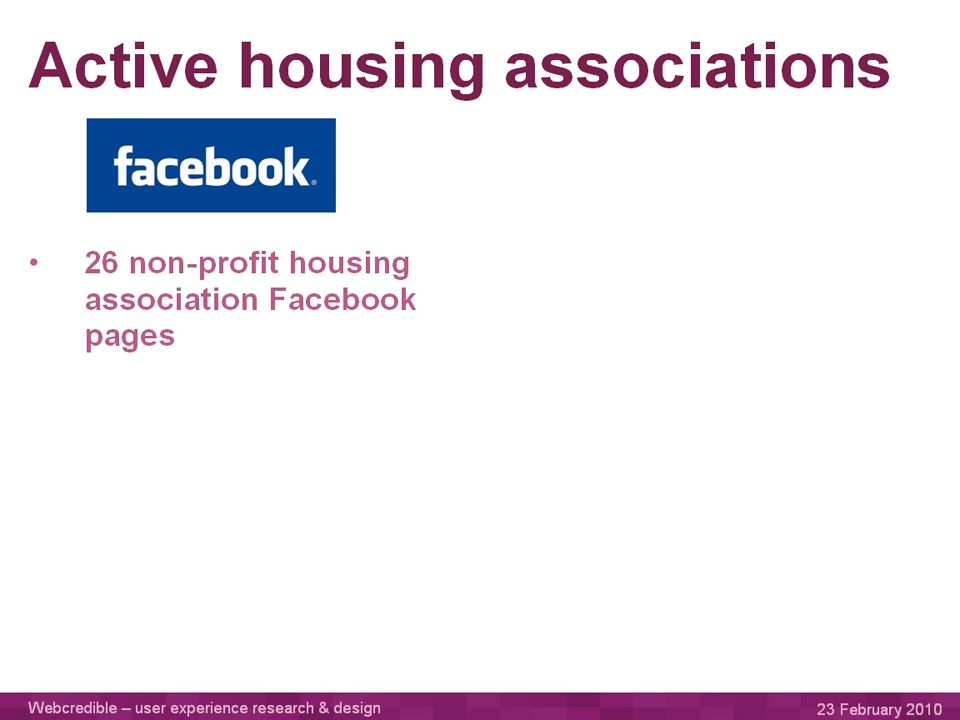 Active housing associations
facebook®
• 26 non-profit housing
association Facebook
pages
Webcredible – user experience research & design
23 February 2010